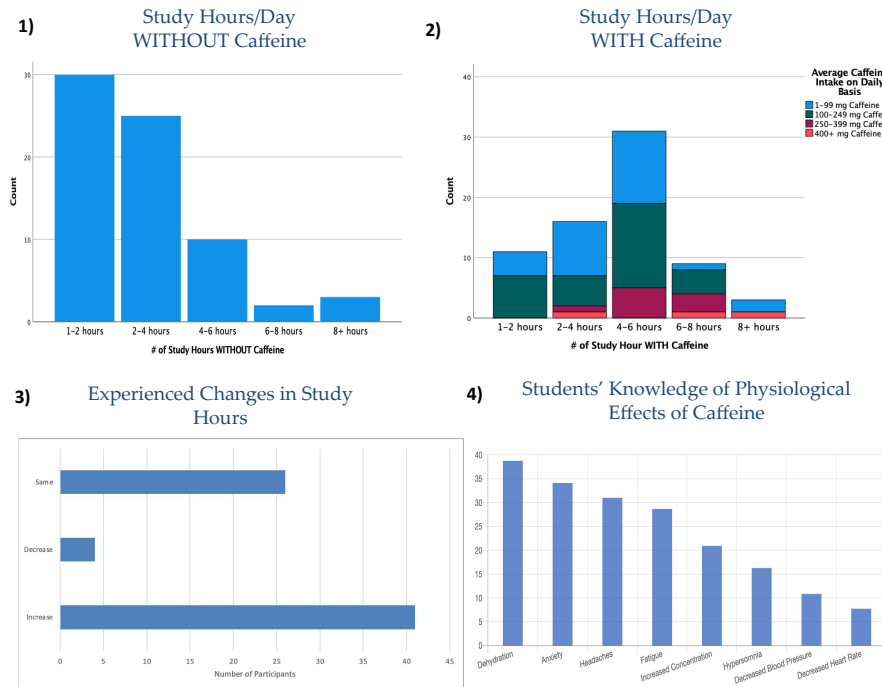 1)
Study Hours/Day
WITHOUT Caffeine
30
20
10
0
Count
1–2 hours
2–4 hours
4–6 hours
6–8 hours
8+ hours
# of Study Hours WITHOUT Caffeine
2)
Study Hours/Day
WITH Caffeine
40
30
20
10
0
Count
1–2 hours
2–4 hours
4–6 hours
6–8 hours
8+ hours
# of Study Hour WITH Caffeine
Average Caffein
Intake on Daily
Basis
1–99 mg Caffeine
100–249 mg Caffe
250–399 mg Caffe
400+ mg Caffeine
3)
Experienced Changes in Study
Hours
Same
Decrease
Increase
0
5
10
15
20
25
30
35
40
45
Number of Participants
4)
Students’ Knowledge of Physiological
Effects of Caffeine
40
35
30
25
20
15
10
5
0
Dehydration
Anxiety
Headaches
Fatigue
Increased Concentration
Hypersomnia
Decreased Blood Pressure
Decreased Heart Rate